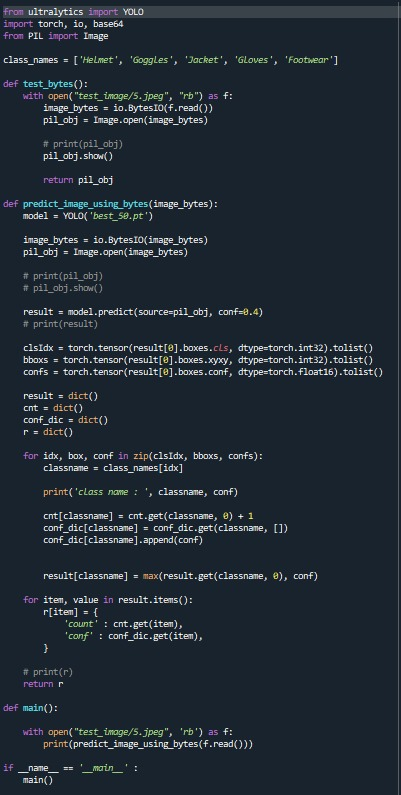 from ultralytics import YOLO
import torch, io, base64
from PIL import Image

class_names = ['Helmet', 'Goggles', 'Jacket', 'Gloves', 'Footwear']

def test_bytes():
    with open("test_image/5.jpeg", "rb") as f:
        image_bytes = io.BytesIO(f.read())
        pil_obj = Image.open(image_bytes)

        # print(pil_obj)
        pil_obj.show()

        return pil_obj

def predict_image_using_bytes(image_bytes):
    model = YOLO('best_50.pt')

    image_bytes = io.BytesIO(image_bytes)
    pil_obj = Image.open(image_bytes)

    # print(pil_obj)
    # pil_obj.show()

    result = model.predict(source=pil_obj, conf=0.4)
    # print(result)

    clsIdx = torch.tensor(result[0].boxes.cls, dtype=torch.int32).tolist()
    bboxs = torch.tensor(result[0].boxes.xyxy, dtype=torch.int32).tolist()
    confs = torch.tensor(result[0].boxes.conf, dtype=torch.float16).tolist()

    result = dict()
    cnt = dict()
    conf_dic = dict()
    r = dict()

    for idx, box, conf in zip(clsIdx, bboxs, confs):
        classname = class_names[idx]

        print('class name : ', classname, conf)

        cnt[classname] = cnt.get(classname, 0) + 1
        conf_dic[classname] = conf_dic.get(classname, [])
        conf_dic[classname].append(conf)


        result[classname] = max(result.get(classname, 0), conf)

    for item, value in result.items():
        r[item] = {
            'count' : cnt.get(item),
            'conf' : conf_dic.get(item),
        }

    # print(r)
    return r

def main():

    with open("test_image/5.jpeg", 'rb') as f:
        print(predict_image_using_bytes(f.read()))

if __name__ == '__main__' :
    main()